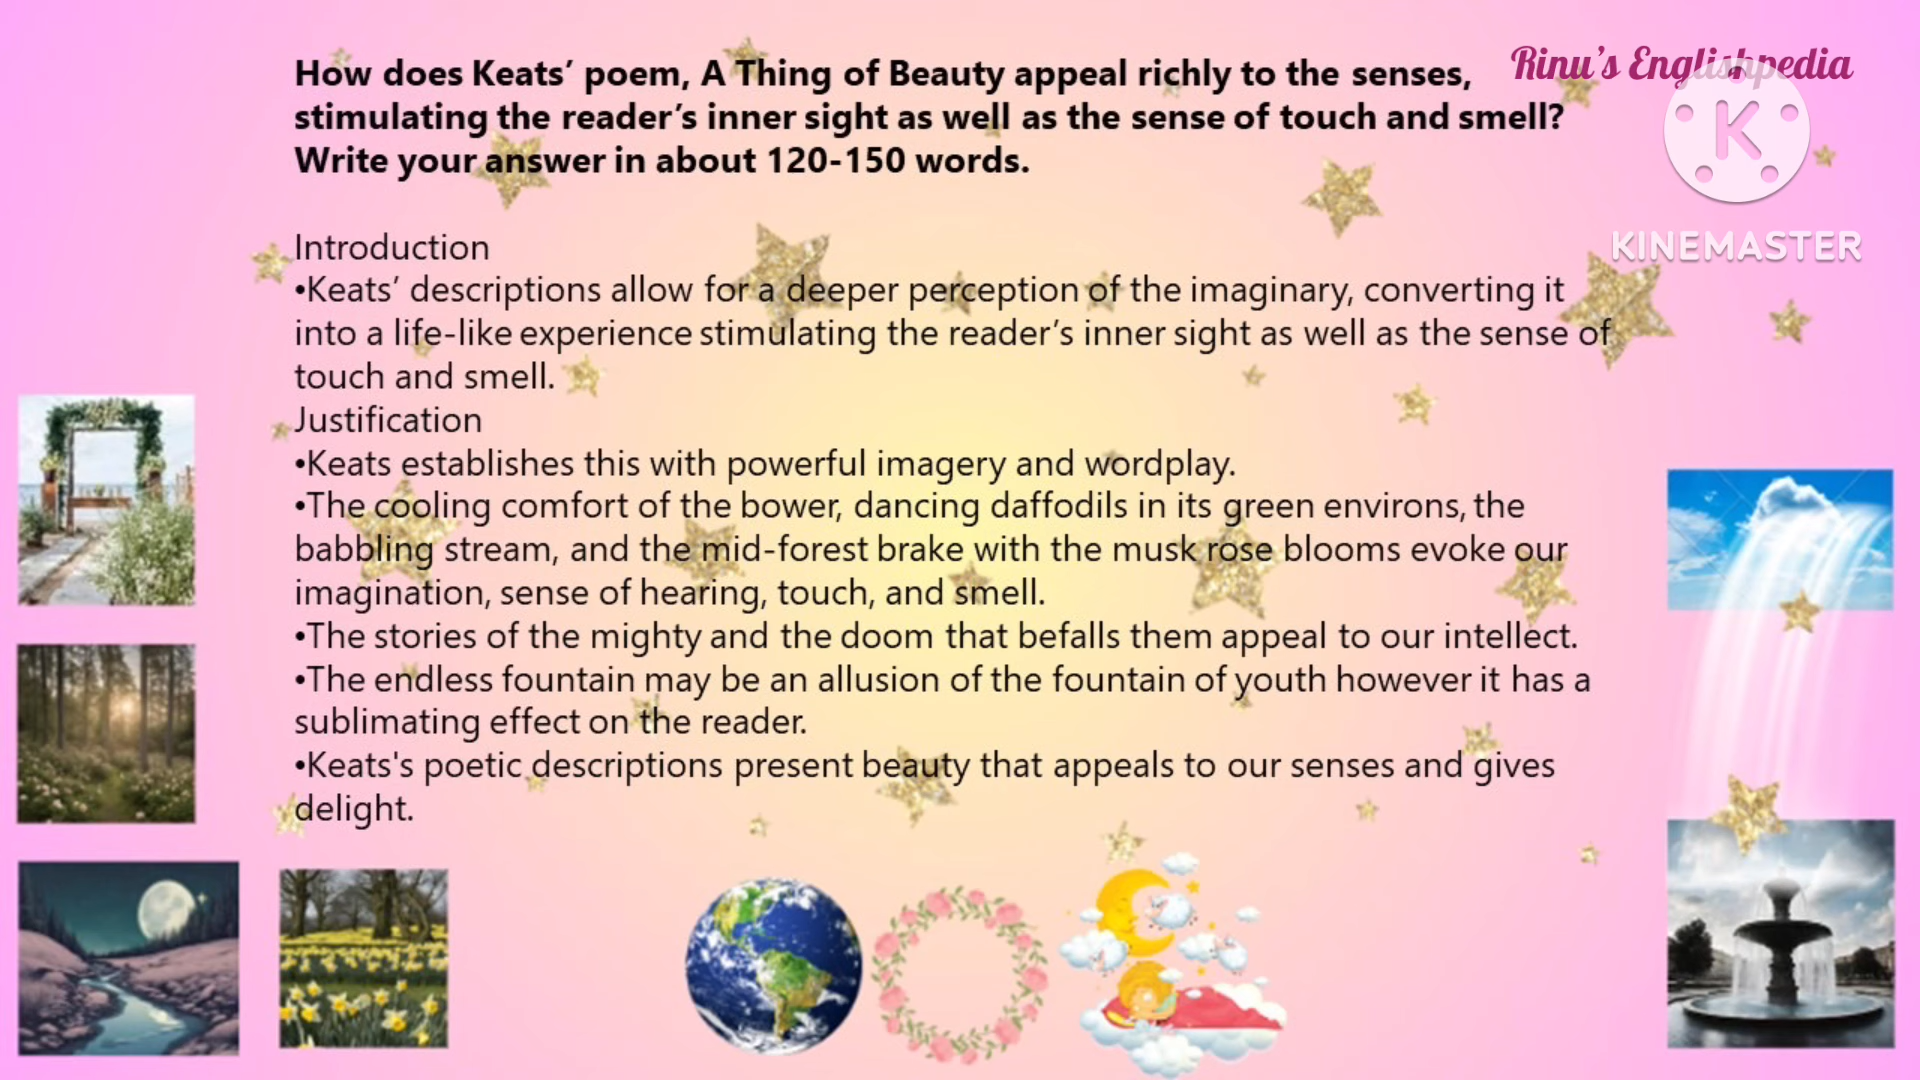 Rinu's Englishpedia
How does Keats' poem, A Thing of Beauty appeal richly to the senses,
stimulating the reader's inner sight as well as the sense of touch and smell?
Write your answer in about 120-150 words.
KINEMASTER
Introduction
•Keats' descriptions allow for a deeper perception of the imaginary, converting it
into a life-like experience stimulating the reader's inner sight as well as the sense of
touch and smell.
Justification
•Keats establishes this with powerful imagery and wordplay.
•The cooling comfort of the bower, dancing daffodils in its green environs, the
babbling stream, and the mid-forest brake with the musk rose blooms evoke our
imagination, sense of hearing, touch, and smell.
•The stories of the mighty and the doom that befalls them appeal to our intellect.
•The endless fountain may be an allusion of the fountain of youth however it has a
sublimating effect on the reader.
•Keats's poetic descriptions present beauty that appeals to our senses and gives
delight.